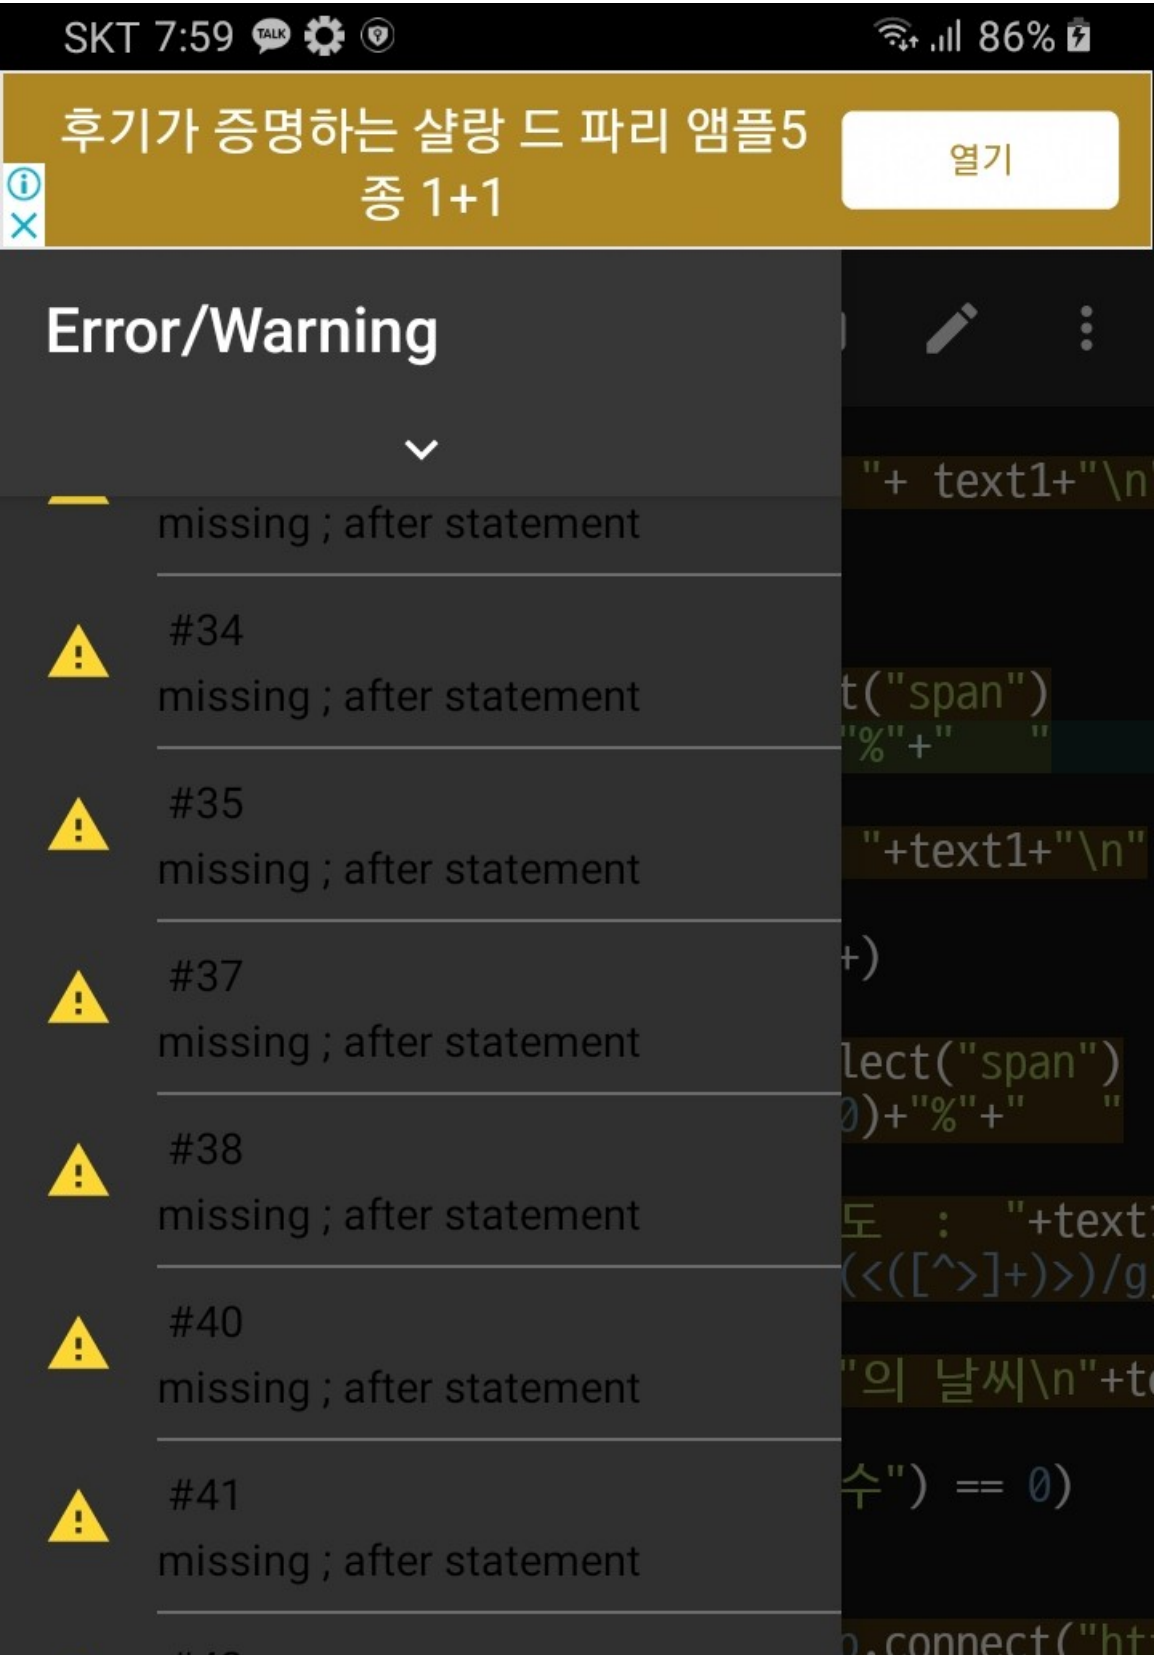 SKT 7:59 TALK 86%
후기가 증명하는 샬랑 드 파리 앰플5
종 1+1
열기
Error/Warning
"+ text1+"\n
missing ; after statement
#34
missing ; after statement
t("span")
"%"+"   "
#35
missing ; after statement
"+text1+"\n"
#37
missing ; after statement
+)
lect("span")
0)+"%"+"   "
#38
missing ; after statement
도  :  "+text
(<([^>]+)>)/g
#40
missing ; after statement
"의 날씨\n"+t
수") == 0)
#41
missing ; after statement
.connect("ht